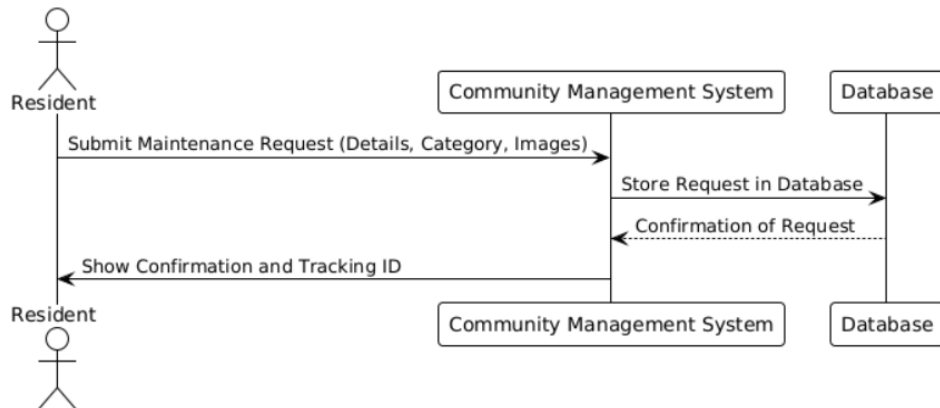 Resident
Community Management System
Database
Submit Maintenance Request (Details, Category, Images)
Store Request in Database
Confirmation of Request
Show Confirmation and Tracking ID
Resident
Community Management System
Database